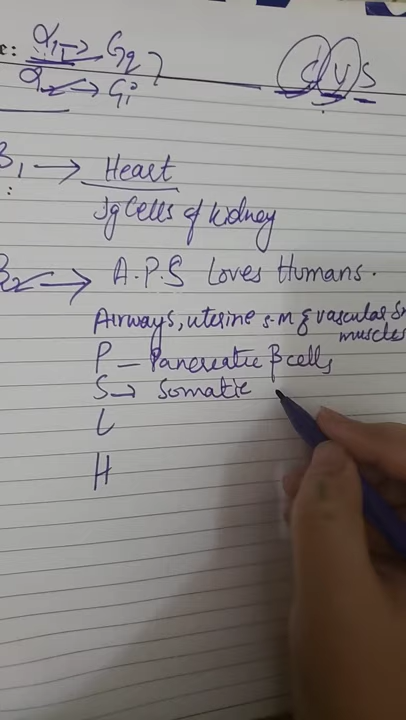 α1 → Gq
α2 → Gi
d y s
β1 → Heart
Jg Cells of kidney
β2 → A.P.S Loves Humans.
Airways, uterine s.m & vascular Sm
muscles
P – Pancreatic β cells
S → Somatic
L
H